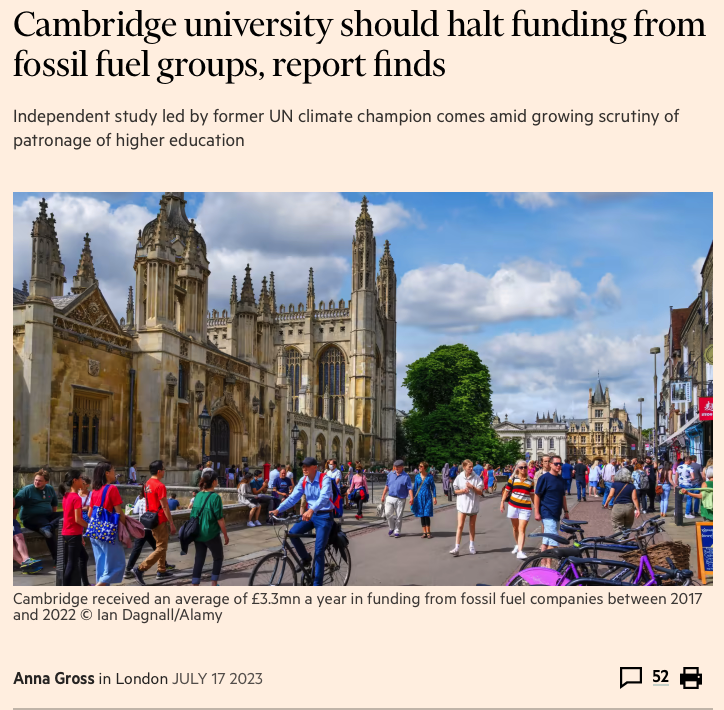 Cambridge university should halt funding from
fossil fuel groups, report finds
Independent study led by former UN climate champion comes amid growing scrutiny of
patronage of higher education
Cambridge received an average of £3.3mn a year in funding from fossil fuel companies between 2017
and 2022 © Ian Dagnall/Alamy
Anna Gross in London JULY 17 2023
52